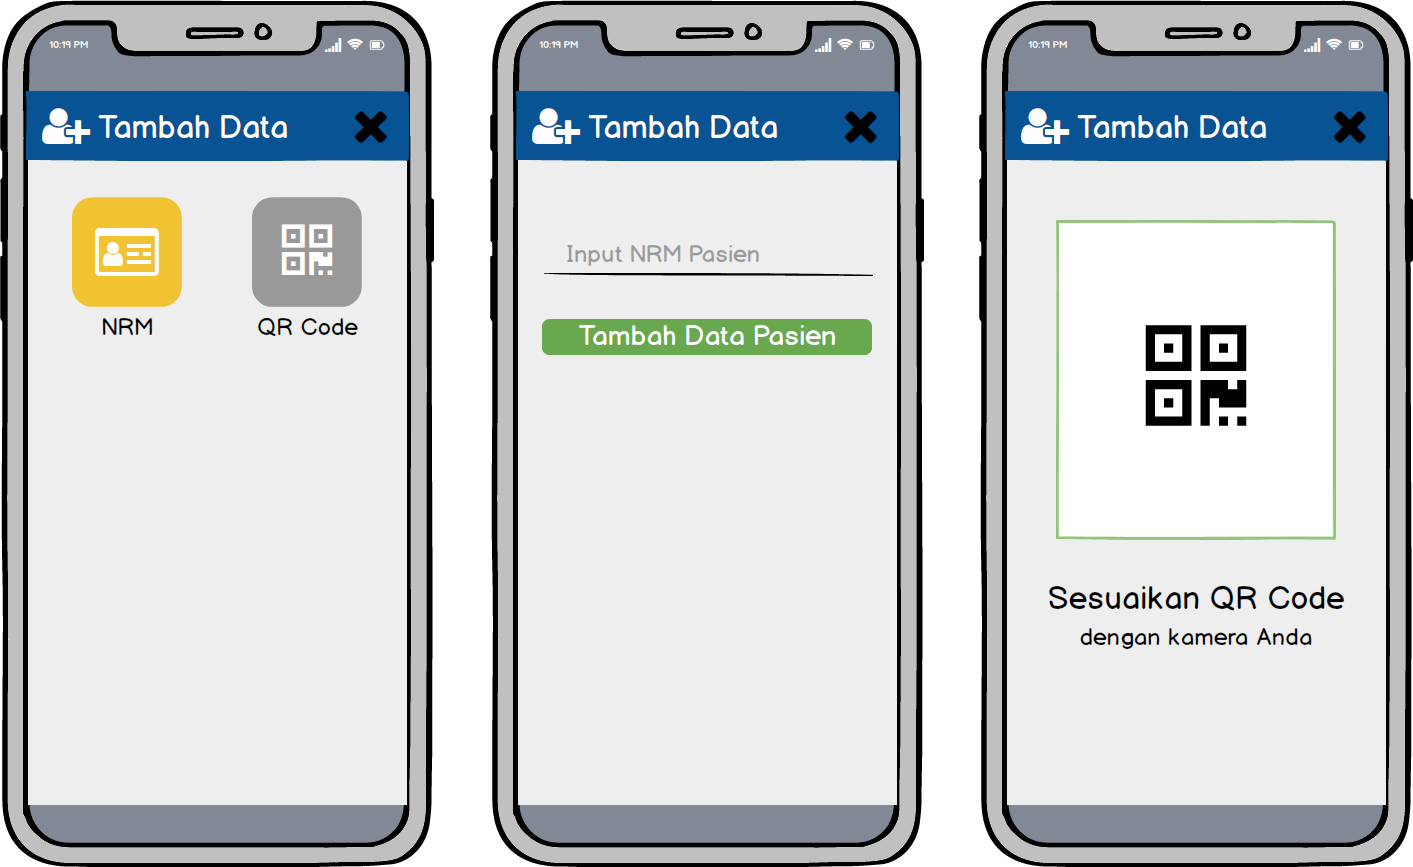 10:19 PM
Tambah Data
NRM
QR Code
10:19 PM
Tambah Data
Input NRM Pasien
Tambah Data Pasien
10:19 PM
Tambah Data
Sesuaikan QR Code
dengan kamera Anda